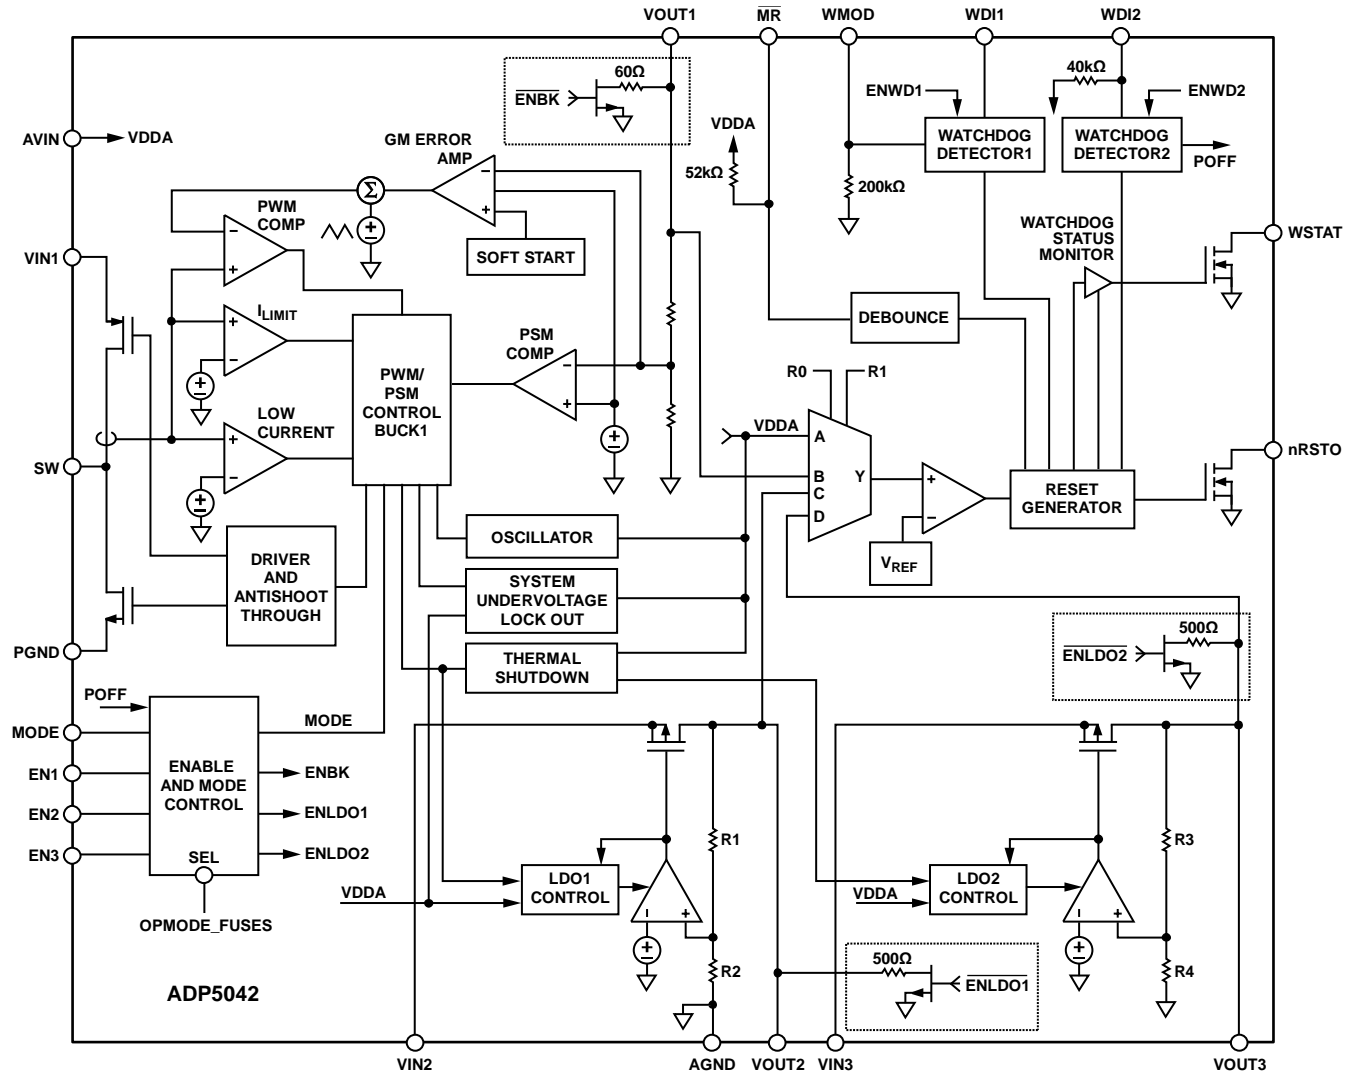 VOUT1
MR
WMOD
WDI1
WDI2
60Ω
ENBK
40kΩ
ENWD1
ENWD2
AVIN
VDDA
GM ERROR
AMP
VDDA
52kΩ
WATCHDOG
DETECTOR1
WATCHDOG
DETECTOR2
POFF
Σ
200kΩ
PWM
COMP
SOFT START
WATCHDOG
STATUS
MONITOR
WSTAT
VIN1
ILIMIT
DEBOUNCE
PSM
COMP
PWM/
PSM
CONTROL
BUCK1
R0
R1
LOW
CURRENT
VDDA
A
B
C
D
Y
SW
nRSTO
RESET
GENERATOR
VREF
OSCILLATOR
DRIVER
AND
ANTISHOOT
THROUGH
SYSTEM
UNDERVOLTAGE
LOCK OUT
THERMAL
SHUTDOWN
PGND
500Ω
ENLDO2
POFF
MODE
MODE
EN1
EN2
EN3
ENABLE
AND MODE
CONTROL
SEL
ENBK
ENLDO1
ENLDO2
OPMODE_FUSES
R1
R3
VDDA
LDO1
CONTROL
VDDA
LDO2
CONTROL
R2
R4
500Ω
ENLDO1
ADP5042
VIN2
AGND
VOUT2
VIN3
VOUT3